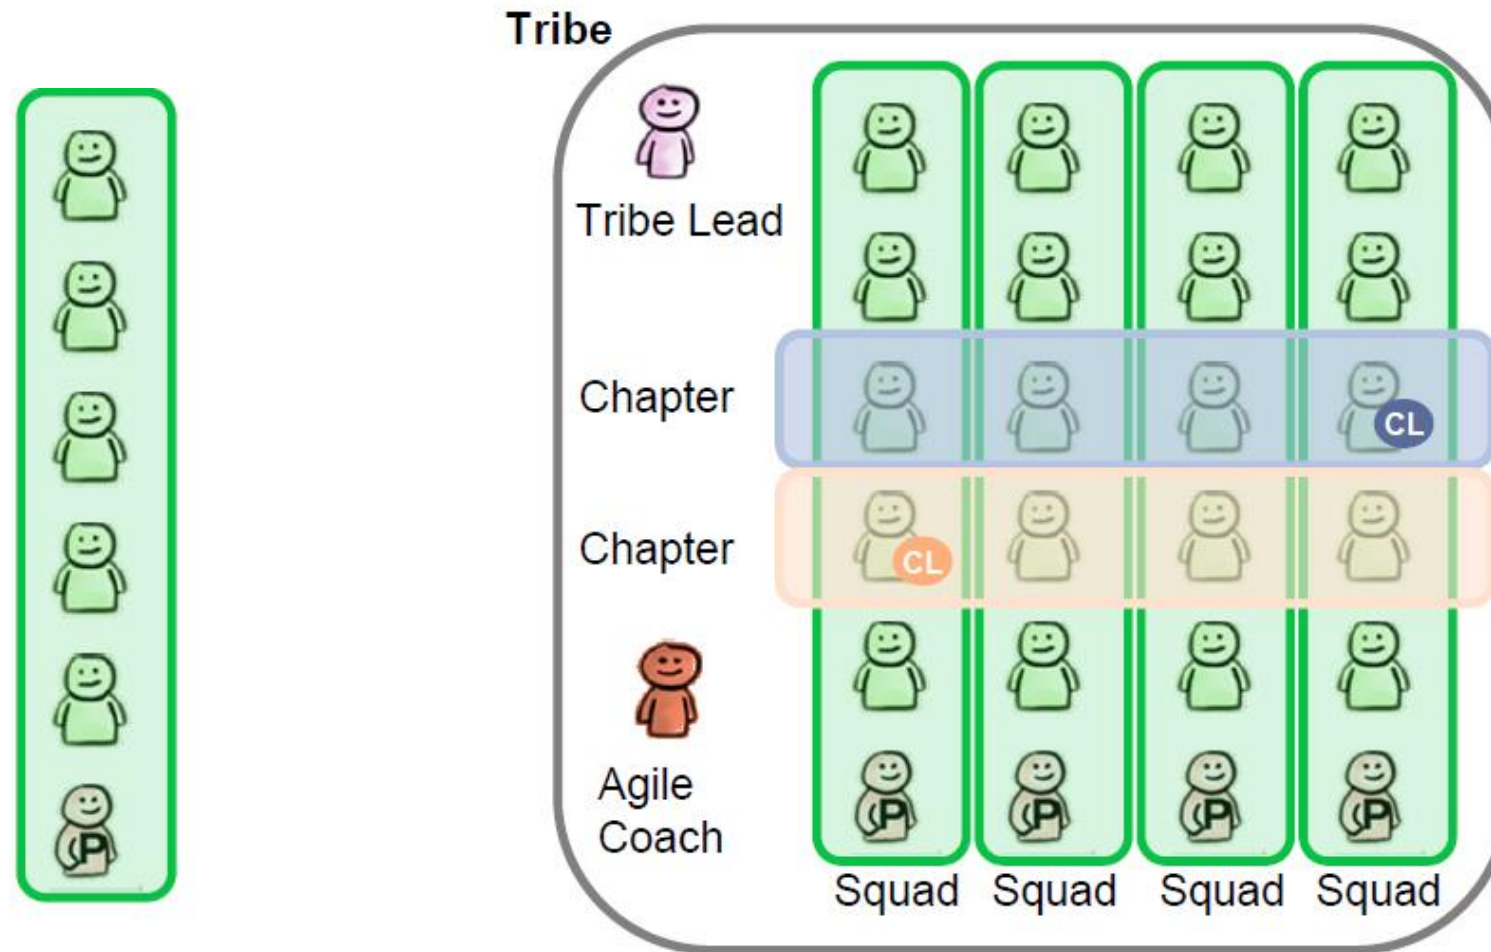 Tribe
Tribe Lead
Chapter
CL
Chapter
CL
Agile
Coach
P
P
P
P
P
Squad
Squad
Squad
Squad